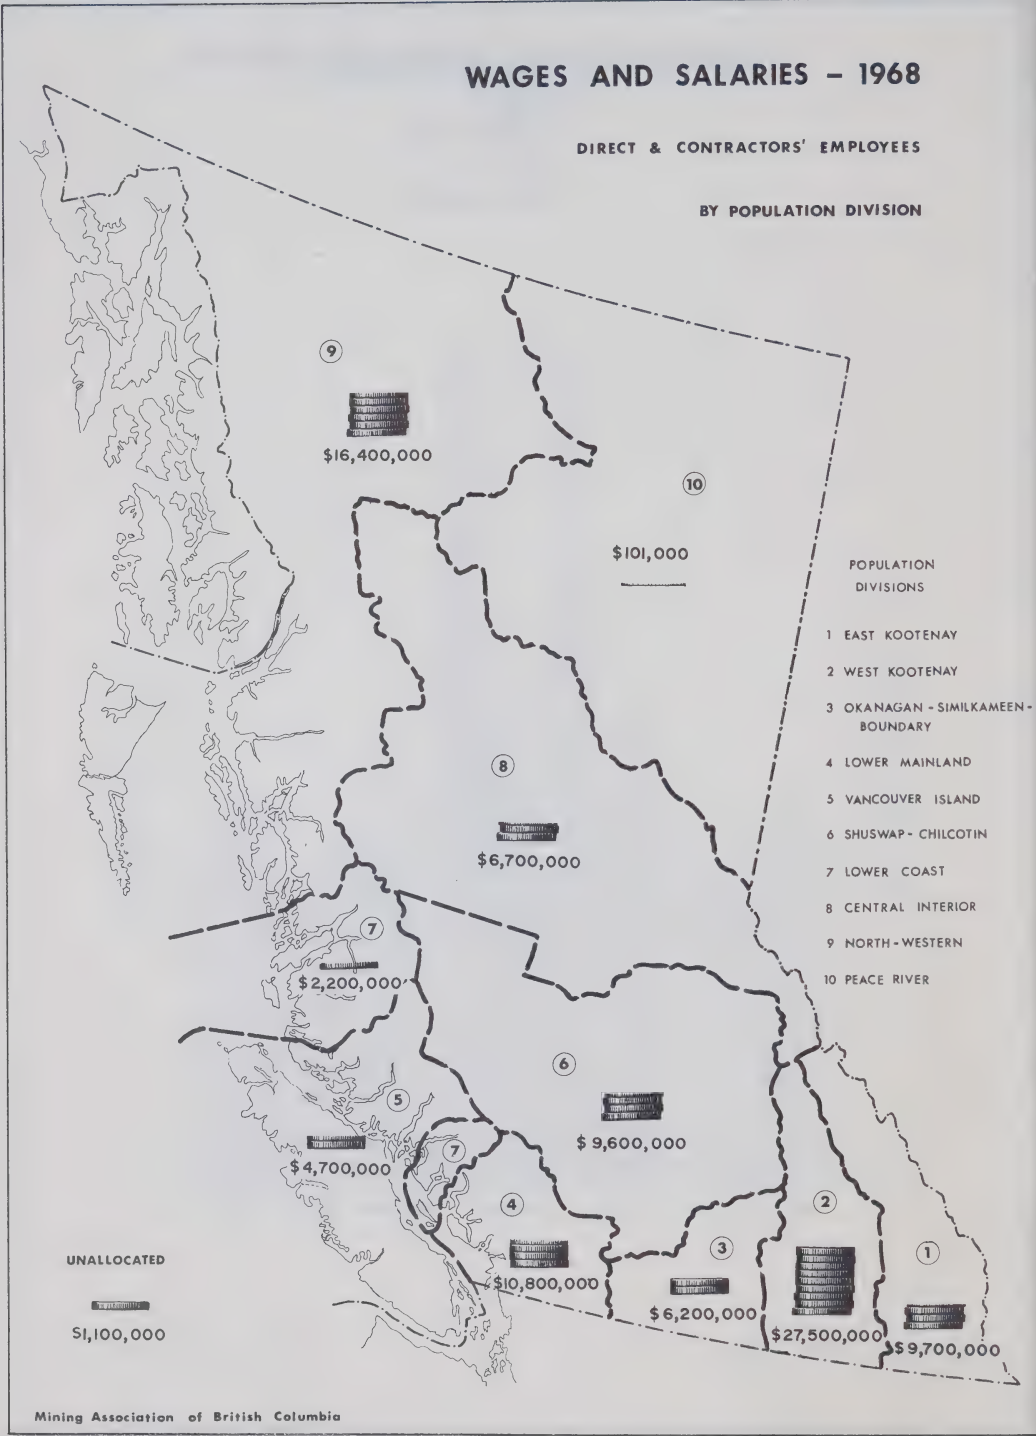 WAGES AND SALARIES – 1968
DIRECT & CONTRACTORS' EMPLOYEES
BY POPULATION DIVISION
9
$16,400,000
10
$101,000
POPULATION
DIVISIONS
1 EAST KOOTENAY
2 WEST KOOTENAY
3 OKANAGAN - SIMILKAMEEN -
BOUNDARY
4 LOWER MAINLAND
5 VANCOUVER ISLAND
6 SHUSWAP - CHILCOTIN
7 LOWER COAST
8 CENTRAL INTERIOR
9 NORTH - WESTERN
10 PEACE RIVER
8
$6,700,000
7
$2,200,000
6
$9,600,000
5
$4,700,000
7
4
$10,800,000
3
$6,200,000
2
$27,500,000
1
$9,700,000
UNALLOCATED
$1,100,000
Mining Association of British Columbia